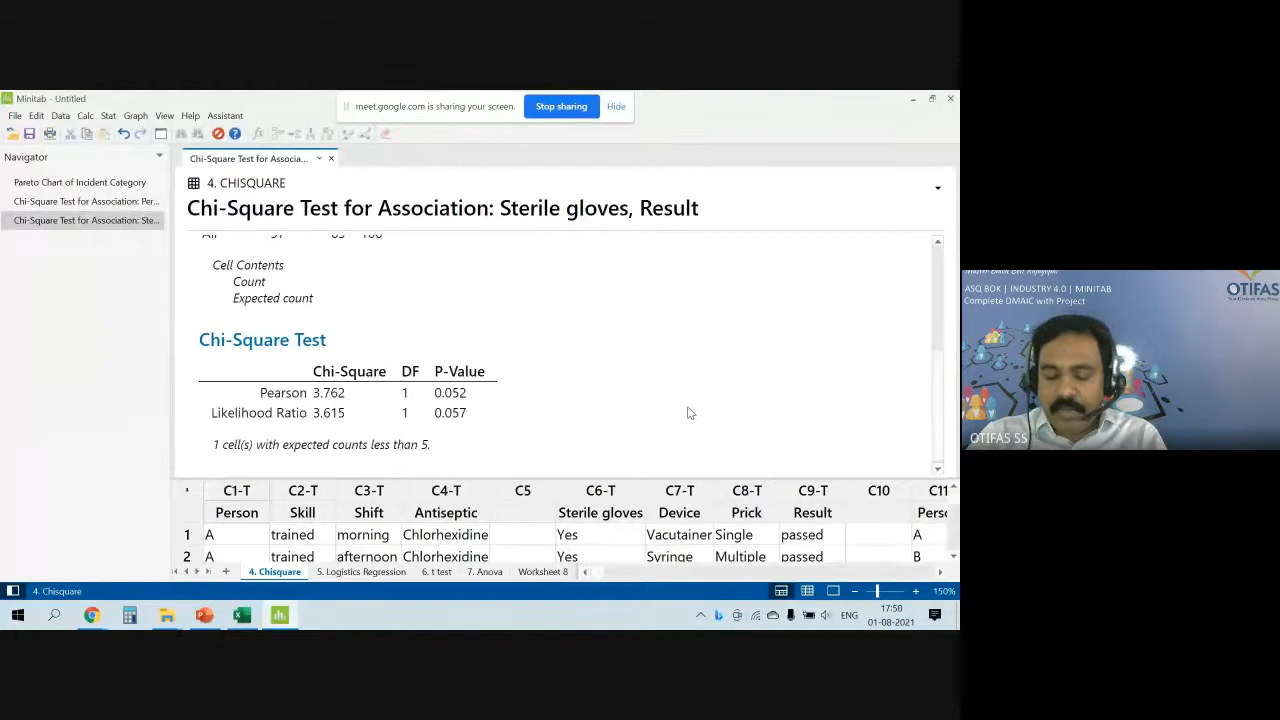 Minitab - Untitled
meet.google.com is sharing your screen. Stop sharing Hide
File Edit Data Calc Stat Graph View Help Assistant
Navigator
Pareto Chart of Incident Category
Chi-Square Test for Association: Per...
Chi-Square Test for Association: Ste...
Chi-Square Test for Associa...
4. CHISQUARE
Chi-Square Test for Association: Sterile gloves, Result
Cell Contents
Count
Expected count
Chi-Square Test
Chi-Square DF P-Value
Pearson 3.762 1 0.052
Likelihood Ratio 3.615 1 0.057
1 cell(s) with expected counts less than 5.
C1-T C2-T C3-T C4-T C5 C6-T C7-T C8-T C9-T C10 C11
Person Skill Shift Antiseptic Sterile gloves Device Prick Result Perso
1 A trained morning Chlorhexidine Yes Vacutainer Single passed A
2 A trained afternoon Chlorhexidine Yes Syringe Multiple passed B
4. Chisquare 5. Logistics Regression 6. t test 7. Anova Worksheet 8
4. Chisquare 150%
ENG 17:50
01-08-2021
ASQ BOK | INDUSTRY 4.0 | MINITAB
Complete DMAIC with Project
OTIFAS
OTIFAS SS